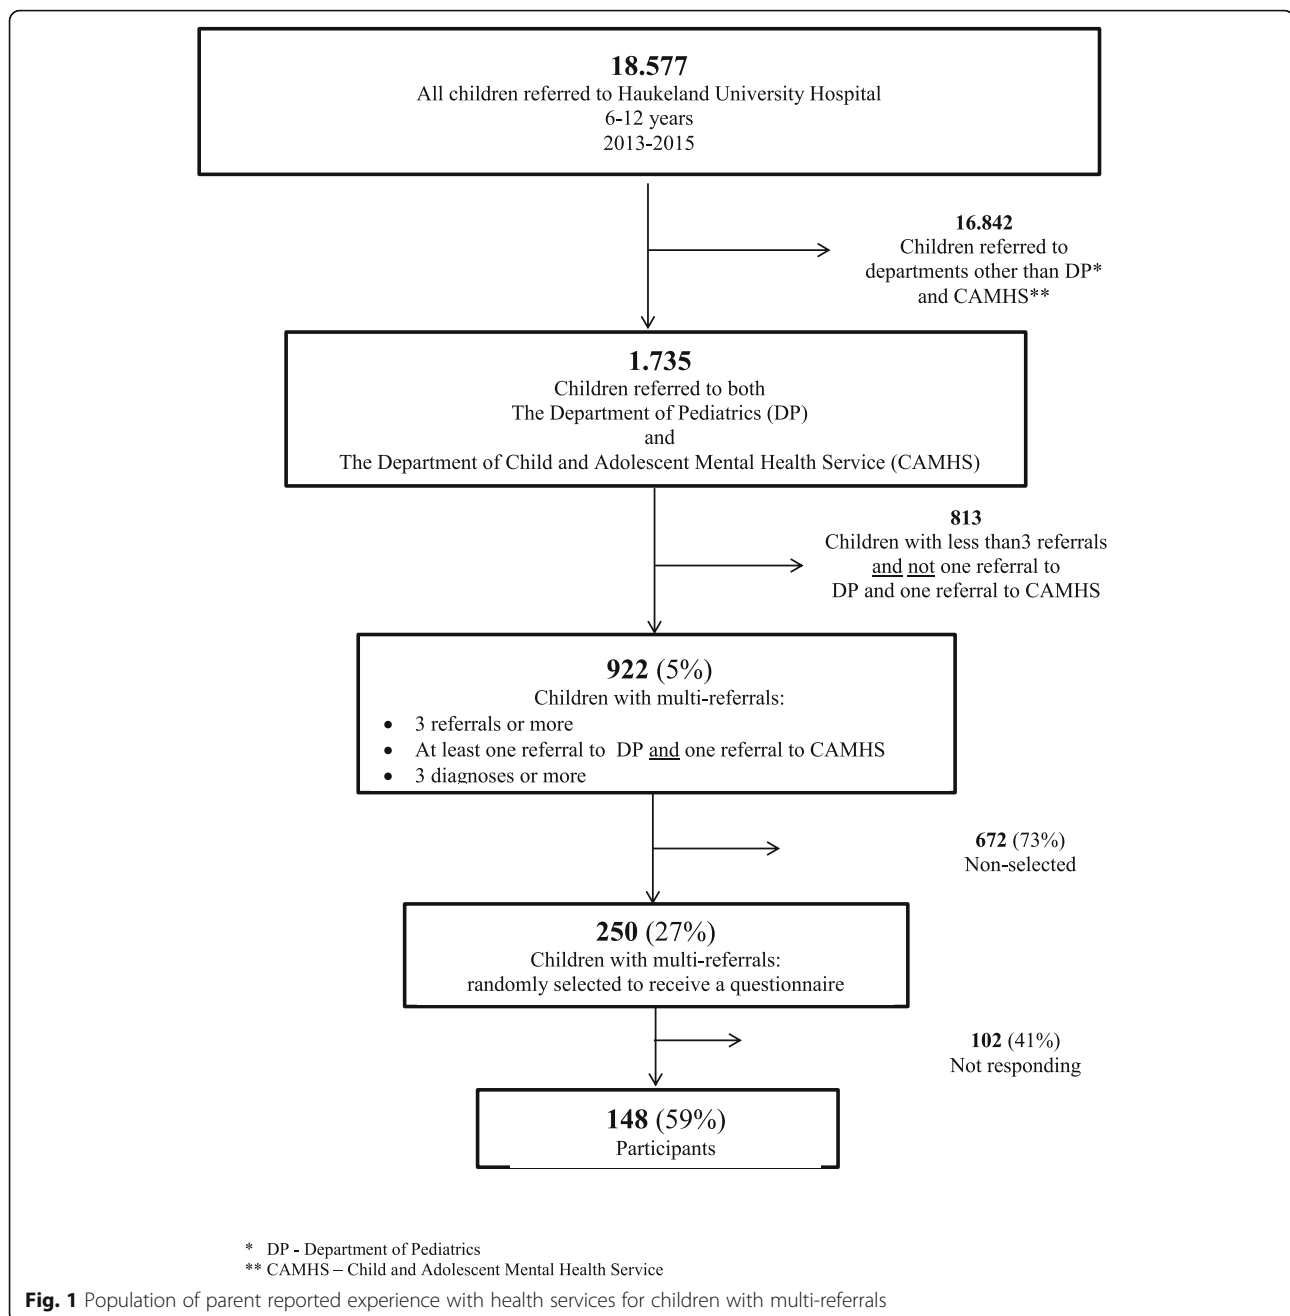 18.577
All children referred to Haukeland University Hospital
6-12 years
2013-2015
16.842
Children referred to
departments other than DP*
and CAMHS**
1.735
Children referred to both
The Department of Pediatrics (DP)
and
The Department of Child and Adolescent Mental Health Service (CAMHS)
813
Children with less than3 referrals
and not one referral to
DP and one referral to CAMHS
922 (5%)
Children with multi-referrals:
• 3 referrals or more
• At least one referral to DP and one referral to CAMHS
• 3 diagnoses or more
672 (73%)
Non-selected
250 (27%)
Children with multi-referrals:
randomly selected to receive a questionnaire
102 (41%)
Not responding
148 (59%)
Participants
* DP - Department of Pediatrics
** CAMHS – Child and Adolescent Mental Health Service
Fig. 1 Population of parent reported experience with health services for children with multi-referrals